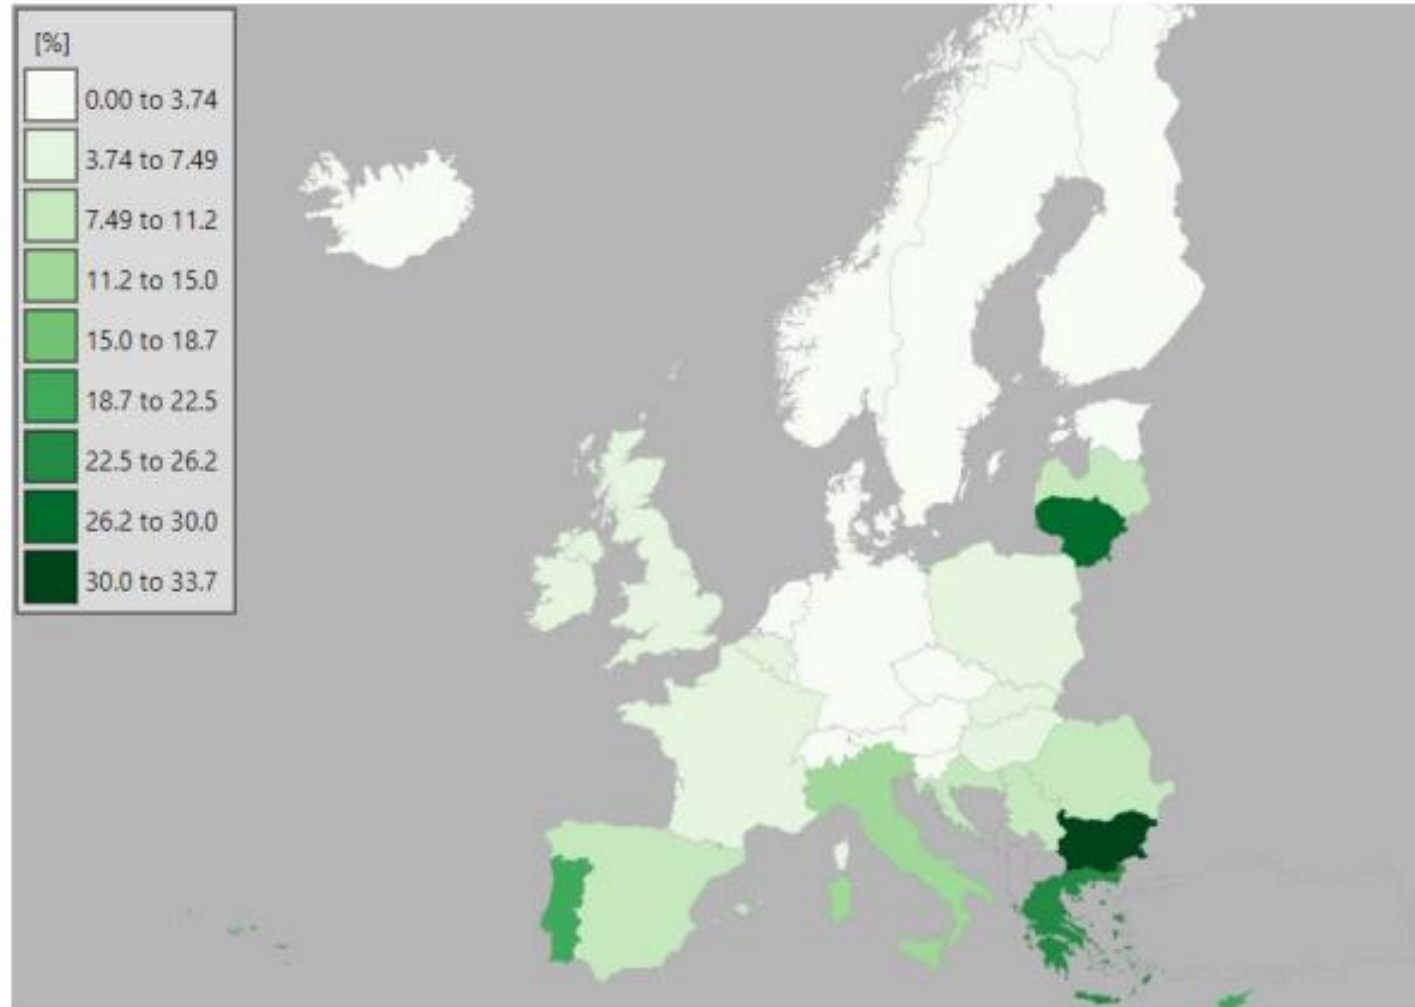 [%]
0.00 to 3.74
3.74 to 7.49
7.49 to 11.2
11.2 to 15.0
15.0 to 18.7
18.7 to 22.5
22.5 to 26.2
26.2 to 30.0
30.0 to 33.7